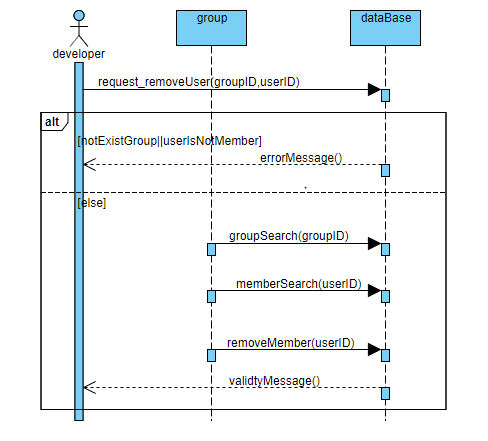 group
dataBase
developer
request_removeUser(groupID,userID)
alt
[notExistGroup||userIsNotMember]
errorMessage()
[else]
groupSearch(groupID)
memberSearch(userID)
removeMember(userID)
validtyMessage()